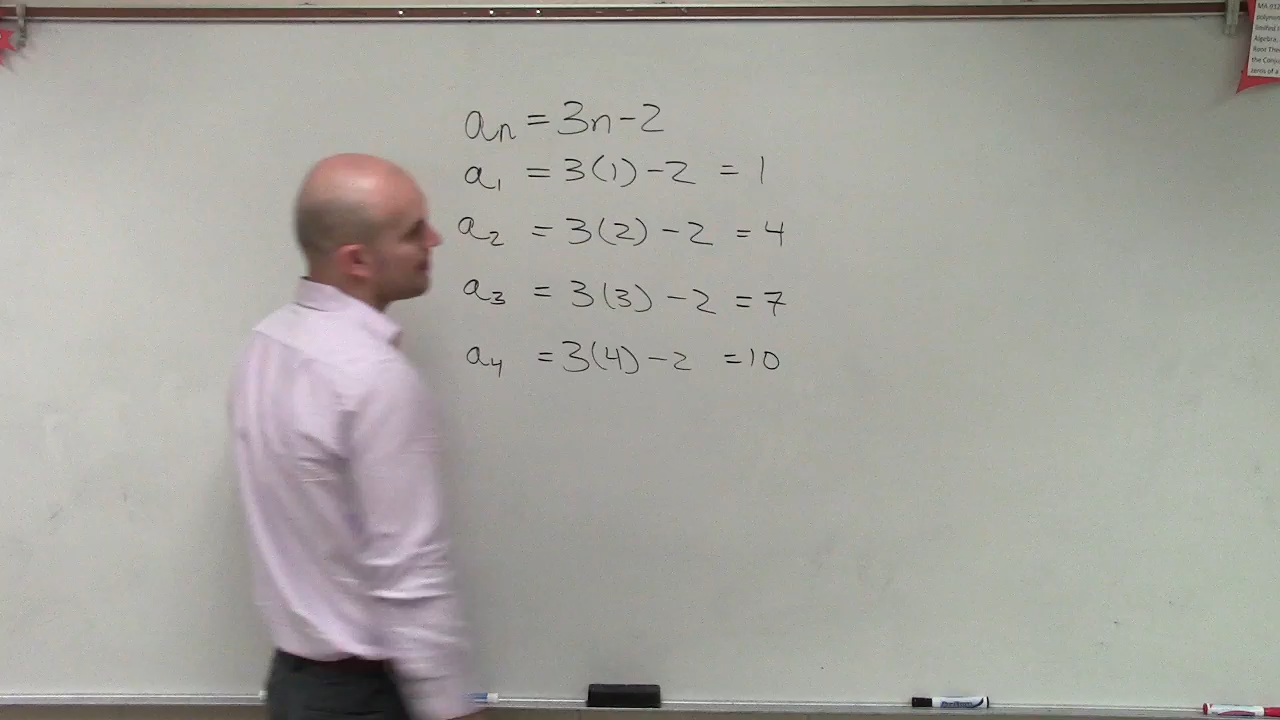 aₙ = 3n - 2
a₁ = 3(1) - 2 = 1
a₂ = 3(2) - 2 = 4
a₃ = 3(3) - 2 = 7
a₄ = 3(4) - 2 = 10